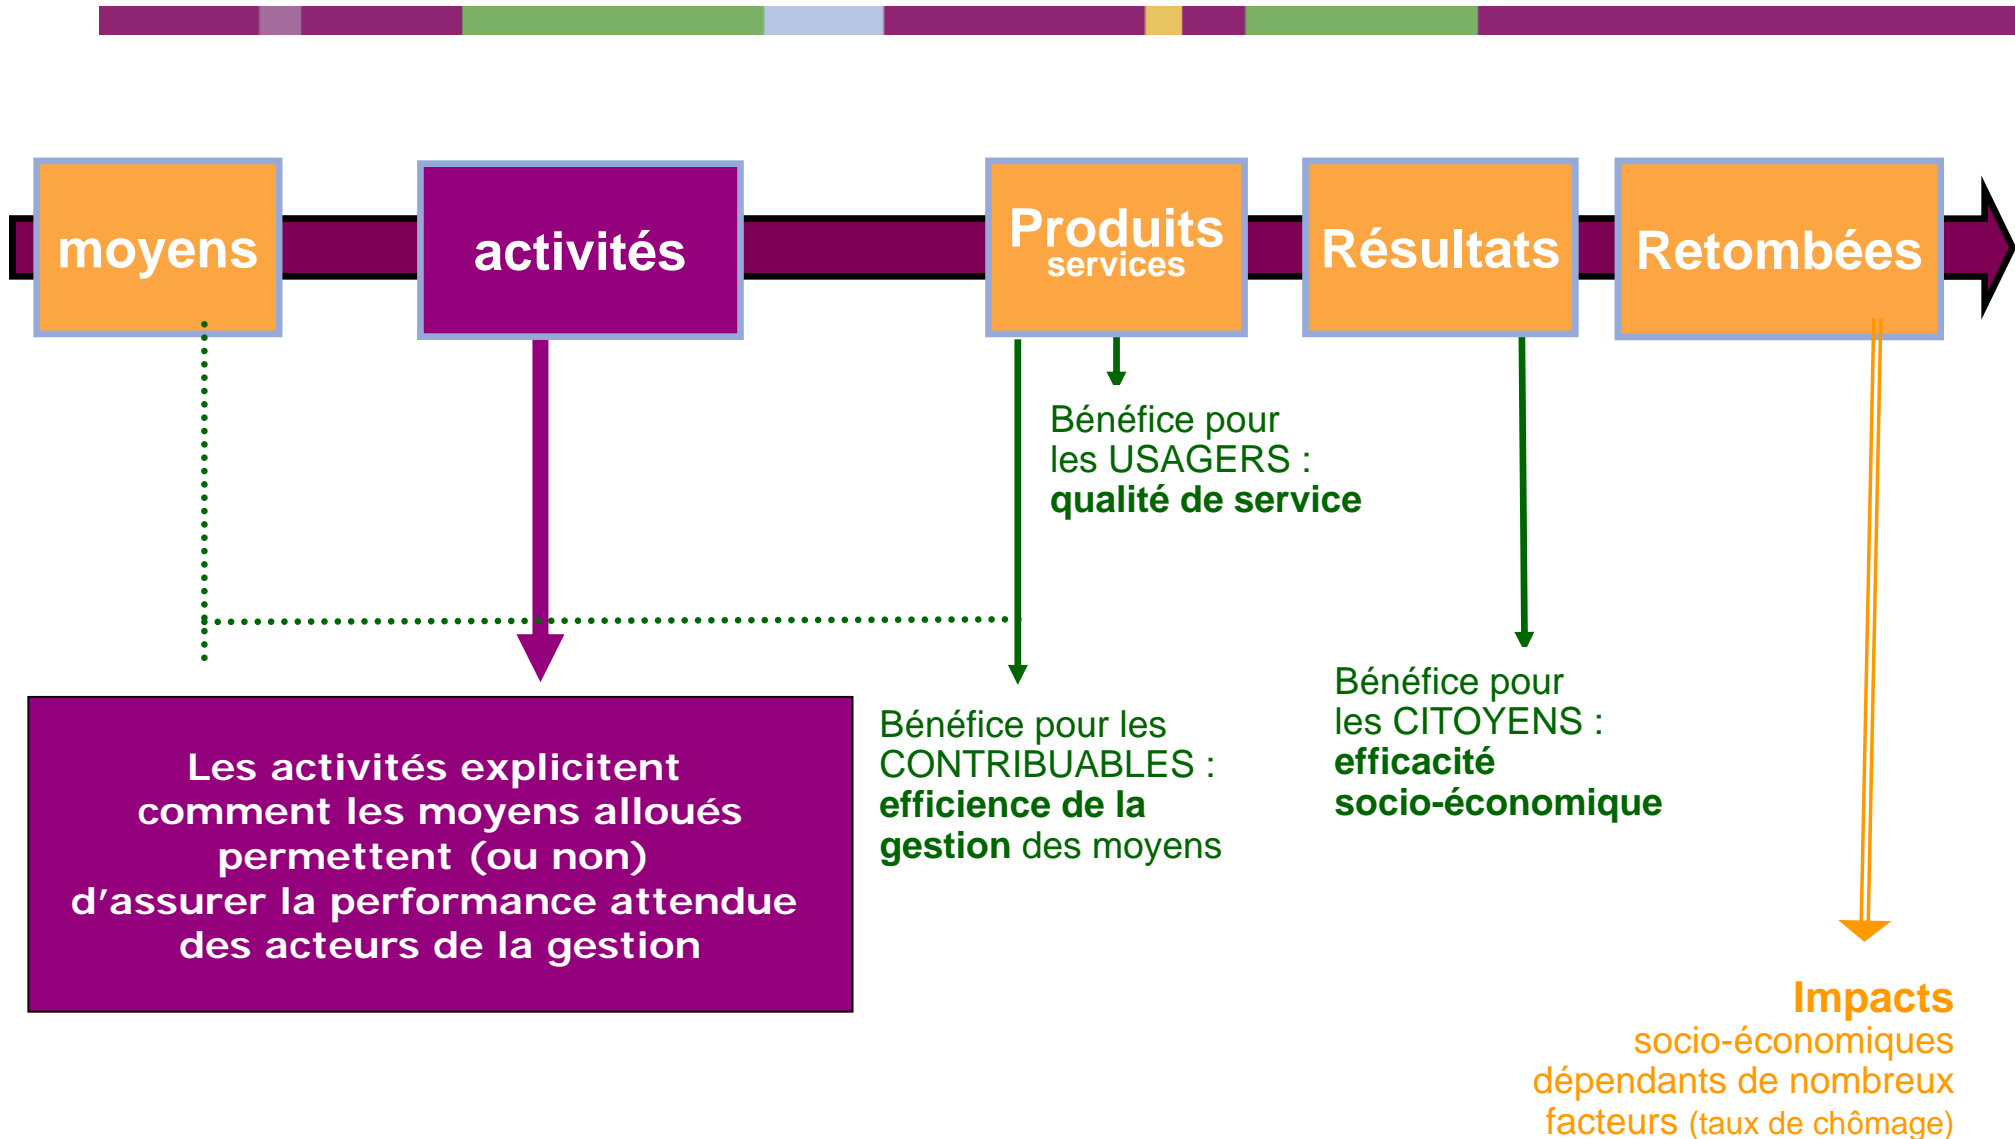 moyens
activités
Produits
services
Résultats
Retombées
Bénéfice pour
les USAGERS :
qualité de service
Les activités explicitent
comment les moyens alloués
permettent (ou non)
d'assurer la performance attendue
des acteurs de la gestion
Bénéfice pour les
CONTRIBUABLES :
efficience de la
gestion des moyens
Bénéfice pour
les CITOYENS :
efficacité
socio-économique
Impacts
socio-économiques
dépendants de nombreux
facteurs (taux de chômage)